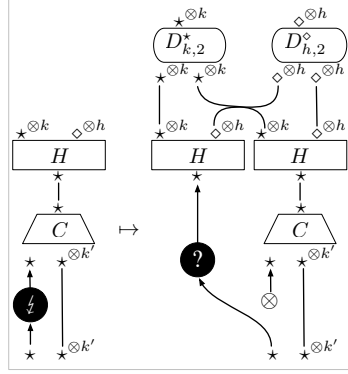 ⋆⊗k ◇⊗h
D⋆k,2 D◇h,2
⋆⊗k ⋆⊗k ◇⊗h ◇⊗h
⋆⊗k ◇⊗h ⋆⊗k ◇⊗h ⋆⊗k ◇⊗h
H H H
⋆ ⋆ ⋆
⋆ ⋆
C ↦ C
⋆ ⋆⊗k′ ? ⋆ ⋆⊗k′
↯ ⊗
⋆ ⋆⊗k′ ⋆ ⋆⊗k′